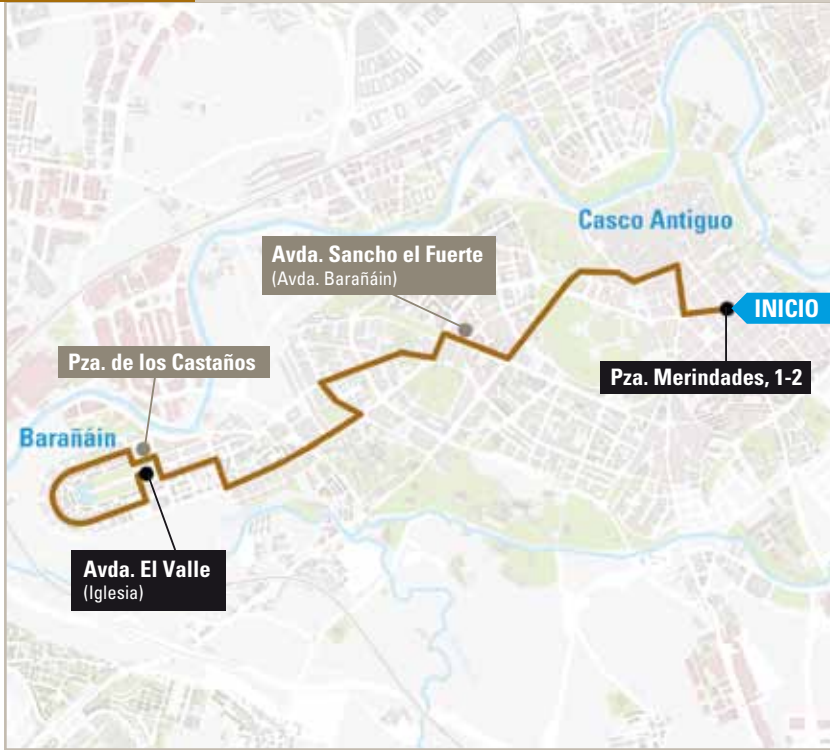 Casco Antiguo
Avda. Sancho el Fuerte
(Avda. Barañáin)
INICIO
Pza. de los Castaños
Pza. Merindades, 1-2
Barañáin
Avda. El Valle
(Iglesia)